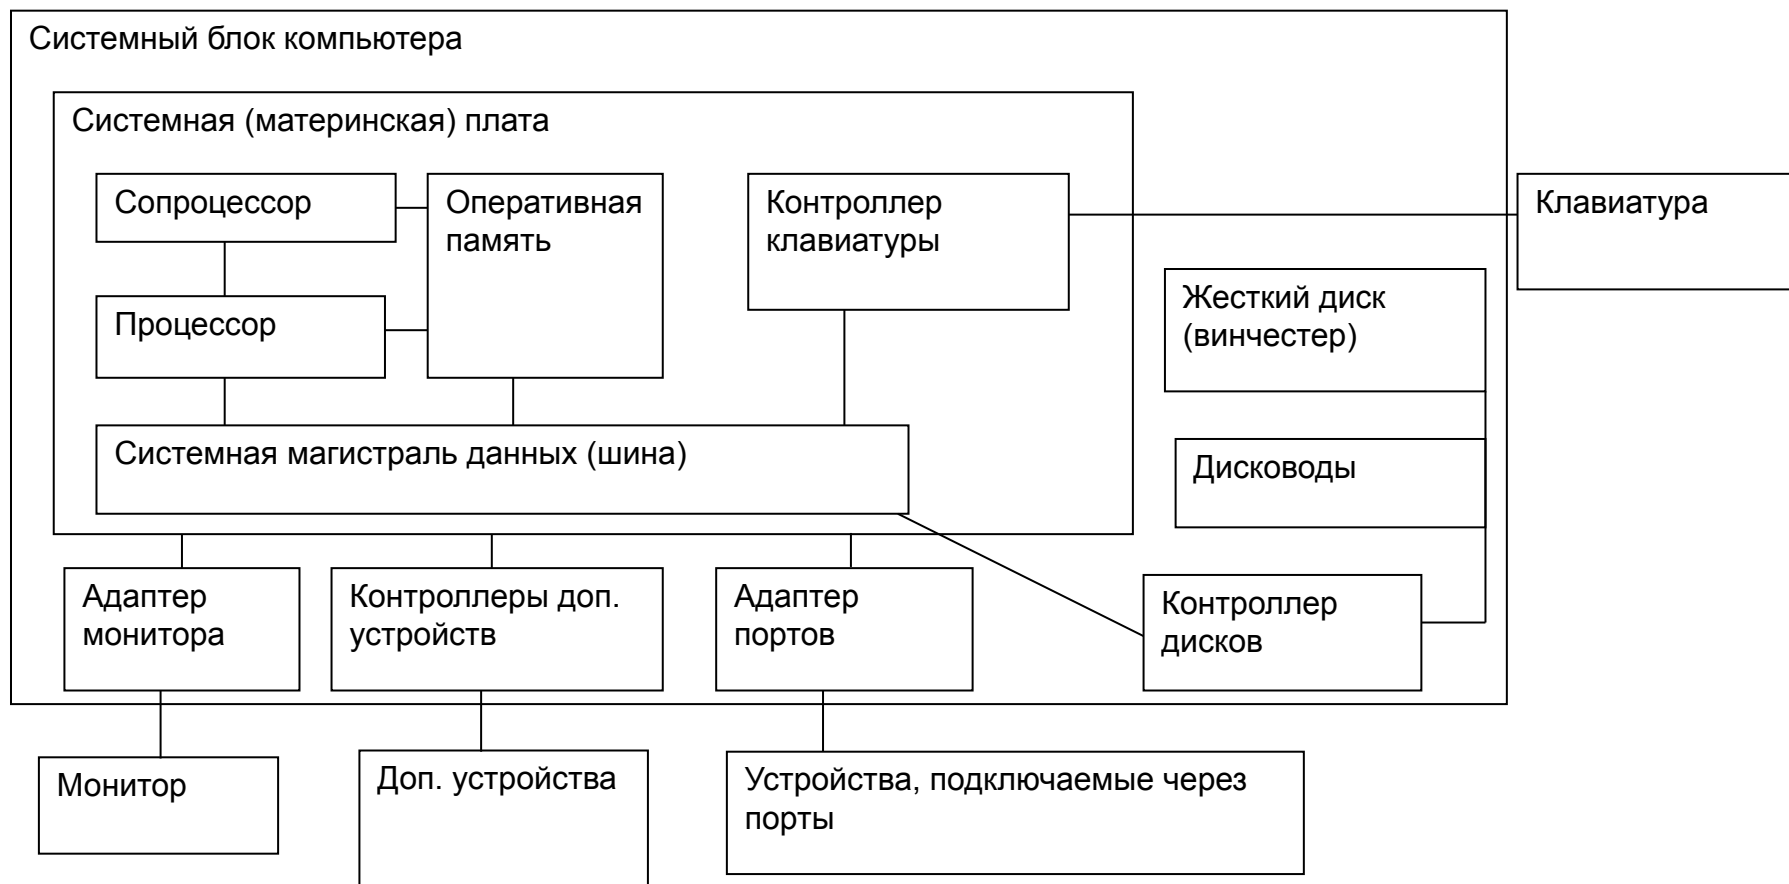 Системный блок компьютера
Системная (материнская) плата
Сопроцессор
Оперативная
память
Контроллер
клавиатуры
Клавиатура
Процессор
Жесткий диск
(винчестер)
Системная магистраль данных (шина)
Дисководы
Адаптер
монитора
Контроллеры доп.
устройств
Адаптер
портов
Контроллер
дисков
Монитор
Доп. устройства
Устройства, подключаемые через
порты